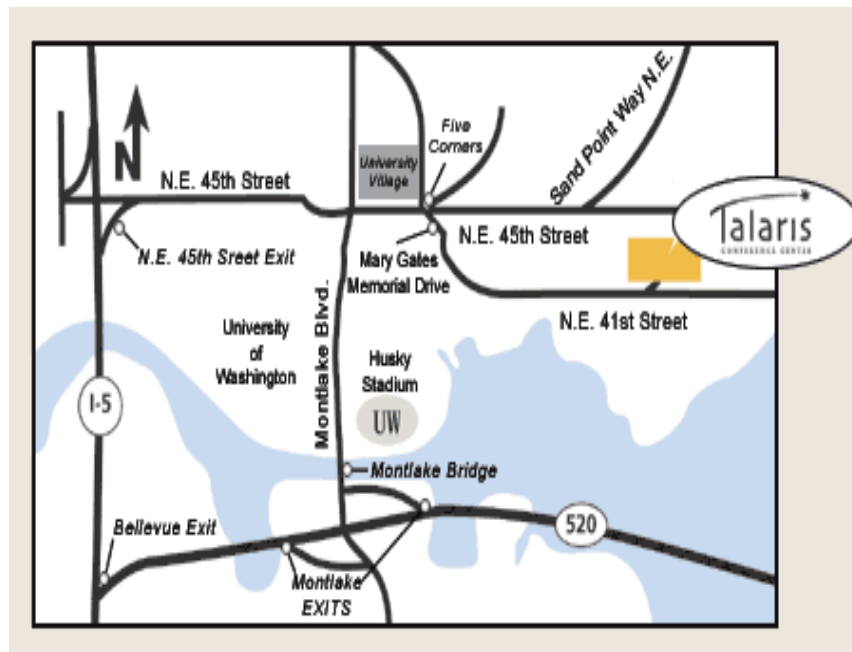 Sand Point Way N.E.
Five
Corners
University
Village
N
N.E. 45th Street
Talaris
CONFERENCE CENTER
N.E. 45th Street
N.E. 45th Sreet Exit
Mary Gates
Memorial Drive
N.E. 41st Street
University
of
Washington
Montlake Blvd.
Husky
Stadium
UW
I-5
Montlake Bridge
Bellevue Exit
520
Montlake
EXITS